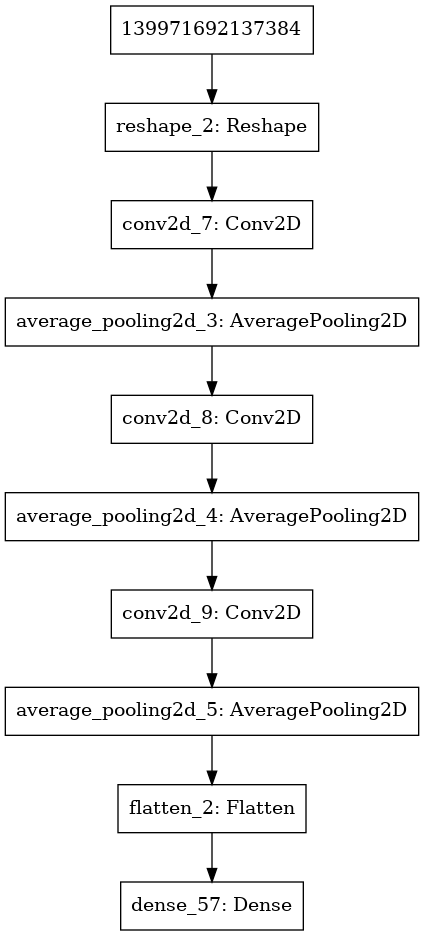 139971692137384
reshape_2: Reshape
conv2d_7: Conv2D
average_pooling2d_3: AveragePooling2D
conv2d_8: Conv2D
average_pooling2d_4: AveragePooling2D
conv2d_9: Conv2D
average_pooling2d_5: AveragePooling2D
flatten_2: Flatten
dense_57: Dense